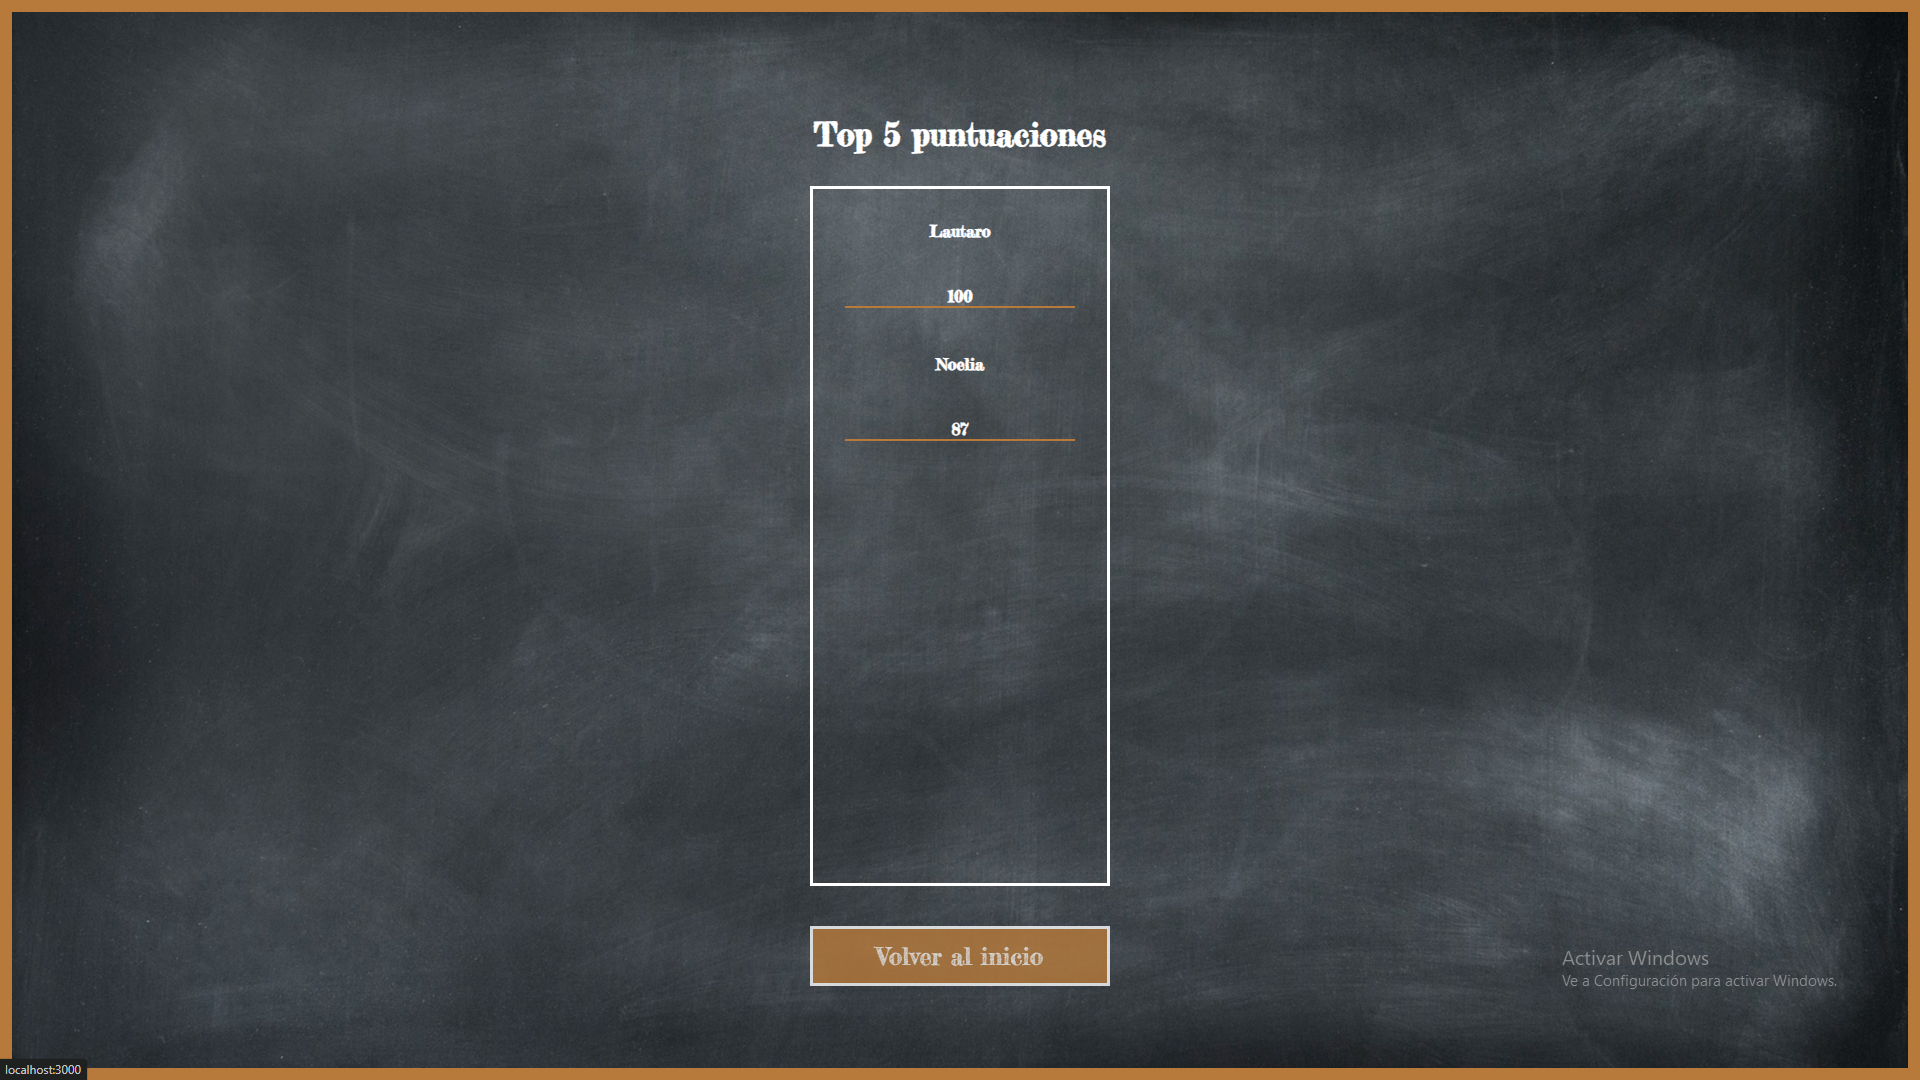 Top 5 puntuaciones
Lautaro
100
Noelia
87
Volver al inicio
Activar Windows
Ve a Configuración para activar Windows.
localhost:3000